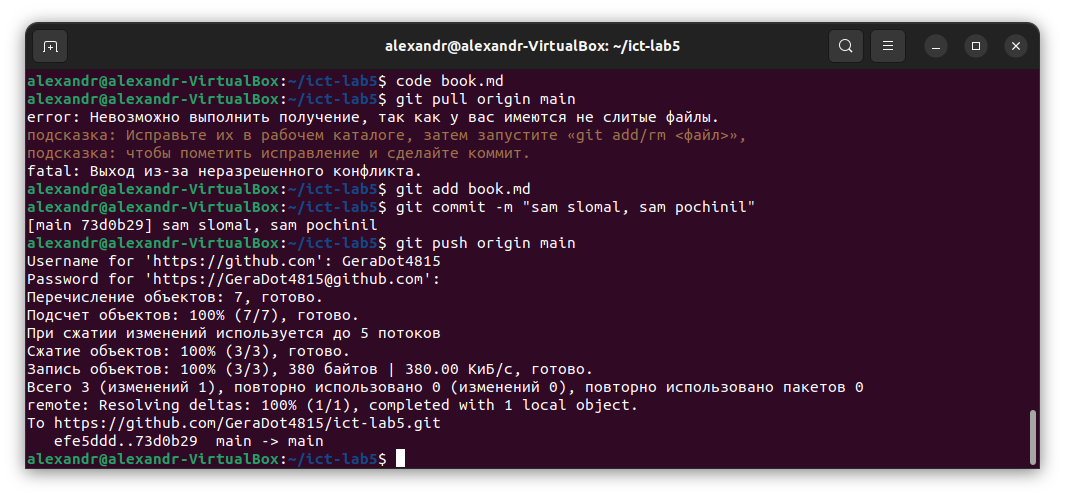 alexandr@alexandr-VirtualBox: ~/ict-lab5
alexandr@alexandr-VirtualBox:~/ict-lab5$ code book.md
alexandr@alexandr-VirtualBox:~/ict-lab5$ git pull origin main
error: Невозможно выполнить получение, так как у вас имеются не слитые файлы.
подсказка: Исправьте их в рабочем каталоге, затем запустите «git add/rm <файл>»,
подсказка: чтобы пометить исправление и сделайте коммит.
fatal: Выход из-за неразрешенного конфликта.
alexandr@alexandr-VirtualBox:~/ict-lab5$ git add book.md
alexandr@alexandr-VirtualBox:~/ict-lab5$ git commit -m "sam slomal, sam pochinil"
[main 73d0b29] sam slomal, sam pochinil
alexandr@alexandr-VirtualBox:~/ict-lab5$ git push origin main
Username for 'https://github.com': GeraDot4815
Password for 'https://GeraDot4815@github.com':
Перечисление объектов: 7, готово.
Подсчет объектов: 100% (7/7), готово.
При сжатии изменений используется до 5 потоков
Сжатие объектов: 100% (3/3), готово.
Запись объектов: 100% (3/3), 380 байтов | 380.00 КиБ/с, готово.
Всего 3 (изменений 1), повторно использовано 0 (изменений 0), повторно использовано пакетов 0
remote: Resolving deltas: 100% (1/1), completed with 1 local object.
To https://github.com/GeraDot4815/ict-lab5.git
   efe5ddd..73d0b29  main -> main
alexandr@alexandr-VirtualBox:~/ict-lab5$